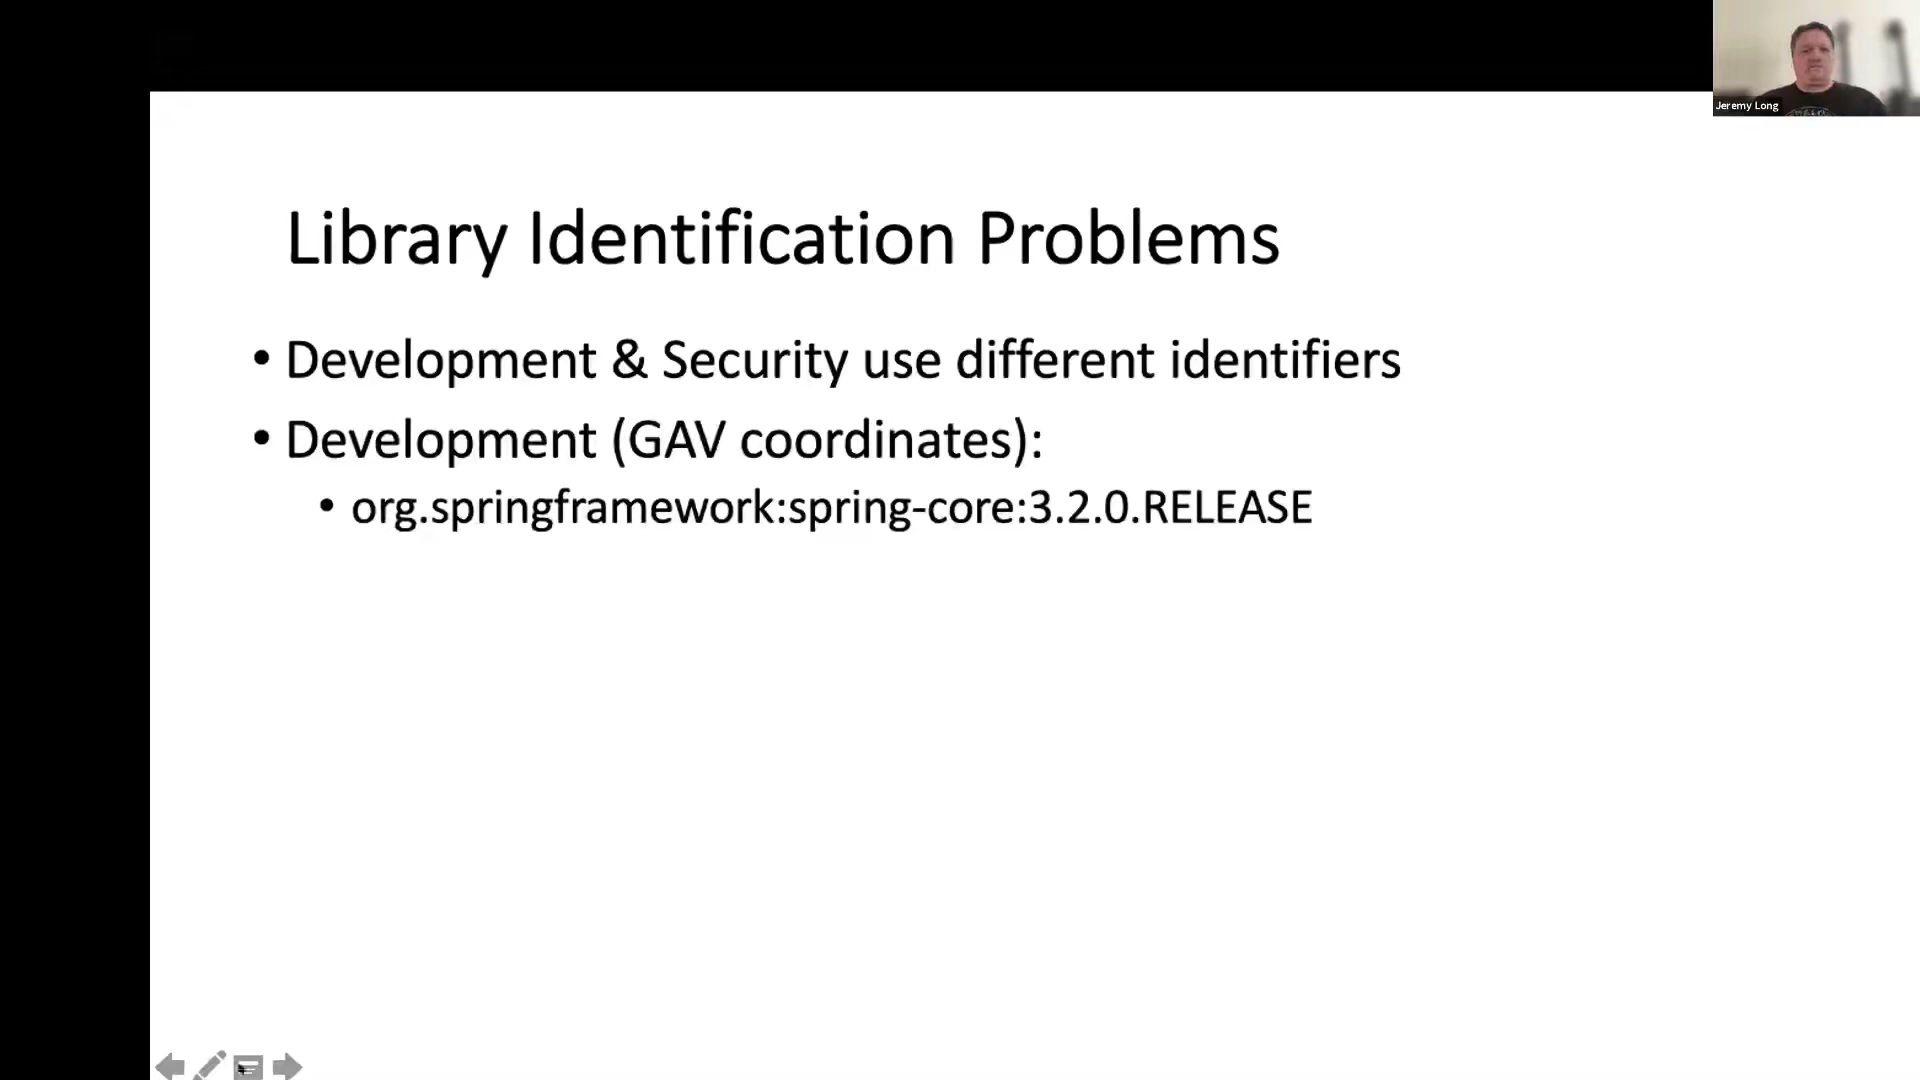 Jeremy Long
Library Identification Problems
• Development & Security use different identifiers
• Development (GAV coordinates):
• org.springframework:spring-core:3.2.0.RELEASE